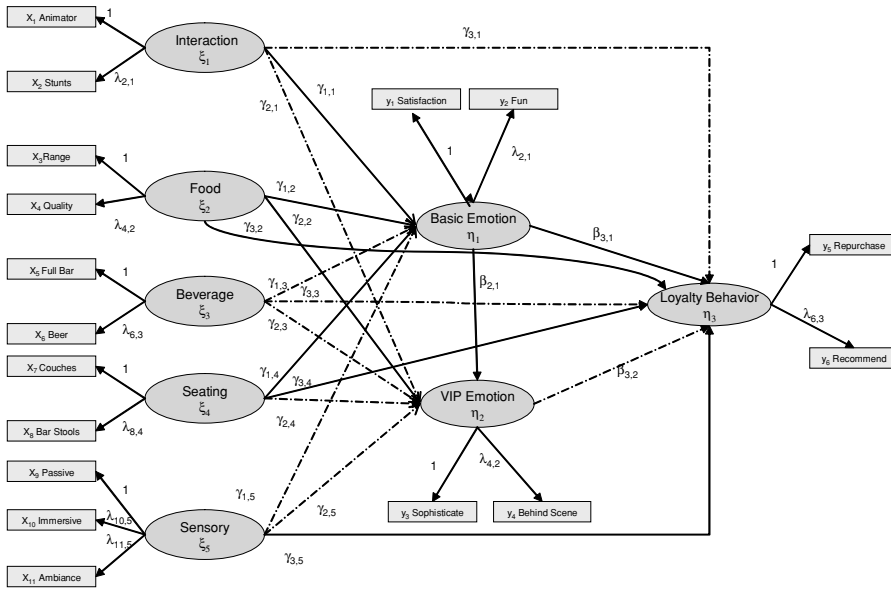 X1 Animator
1
Interaction
ξ1
γ3,1
X2 Stunts
λ2,1
γ1,1
γ2,1
y1 Satisfaction
y2 Fun
1
λ2,1
X3 Range
1
Food
ξ2
X4 Quality
λ4,2
γ1,2
γ2,2
γ3,2
Basic Emotion
η1
β3,1
y5 Repurchase
1
X5 Full Bar
1
Beverage
ξ3
X6 Beer
λ6,3
γ1,3
γ3,3
γ2,3
β2,1
Loyalty Behavior
η3
λ6,3
y6 Recommend
X7 Couches
1
Seating
ξ4
X8 Bar Stools
λ8,4
γ1,4
γ3,4
γ2,4
VIP Emotion
η2
β3,2
X9 Passive
1
X10 Immersive
λ10,5
λ11,5
X11 Ambiance
Sensory
ξ5
γ1,5
γ2,5
γ3,5
1
λ4,2
y3 Sophisticate
y4 Behind Scene